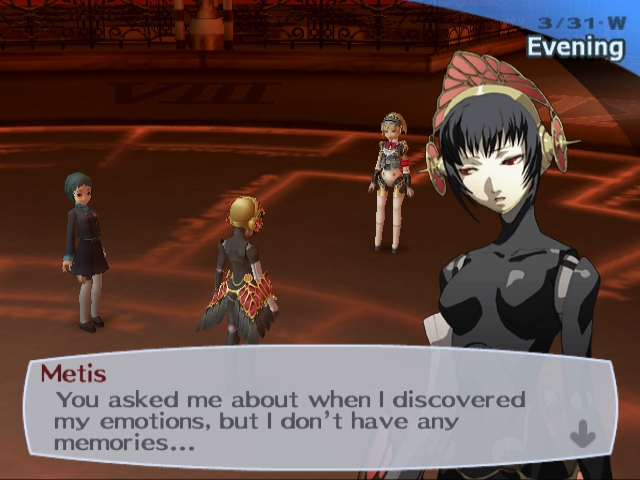 3/31·W
Evening
VIII
Metis
You asked me about when I discovered
my emotions, but I don't have any
memories...